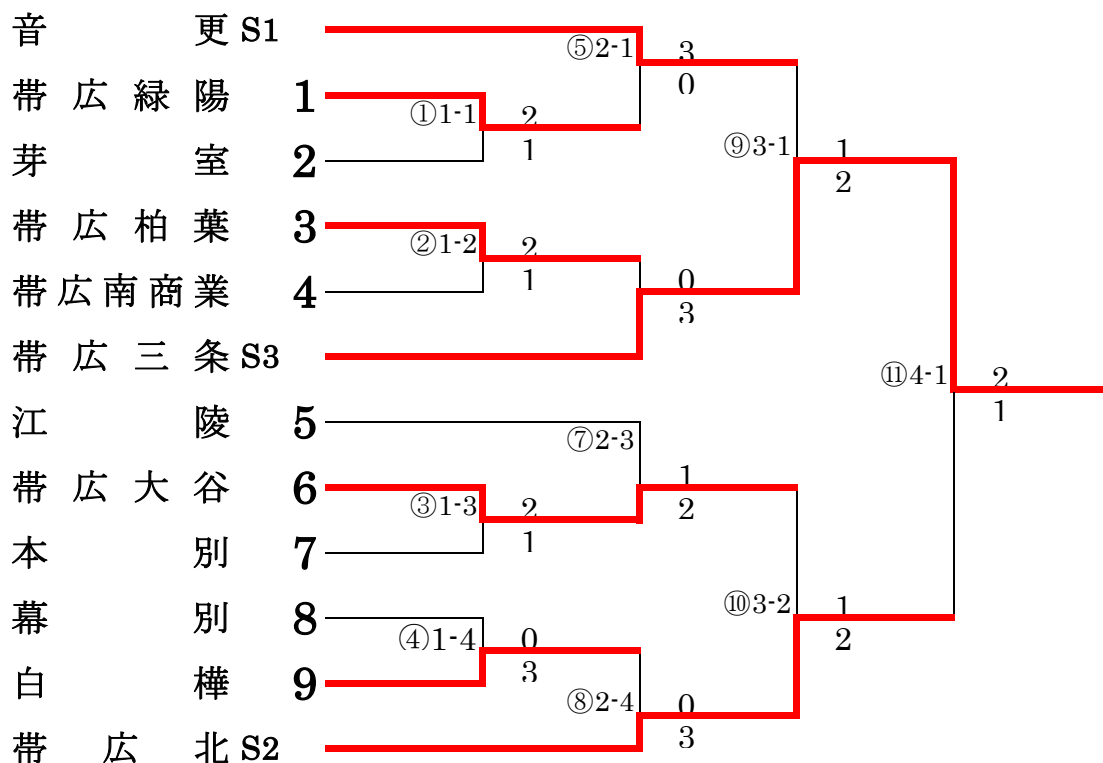 音更 S1
帯広緑陽 1
芽室 2
帯広柏葉 3
帯広南商業 4
帯広三条 S3
江陵 5
帯広大谷 6
本別 7
幕別 8
白樺 9
帯広北 S2
①1-1
2
1
②1-2
2
1
③1-3
2
1
④1-4
0
3
⑤2-1
3
0
0
3
⑦2-3
1
2
⑧2-4
0
3
⑨3-1
1
2
⑩3-2
1
2
⑪4-1
2
1